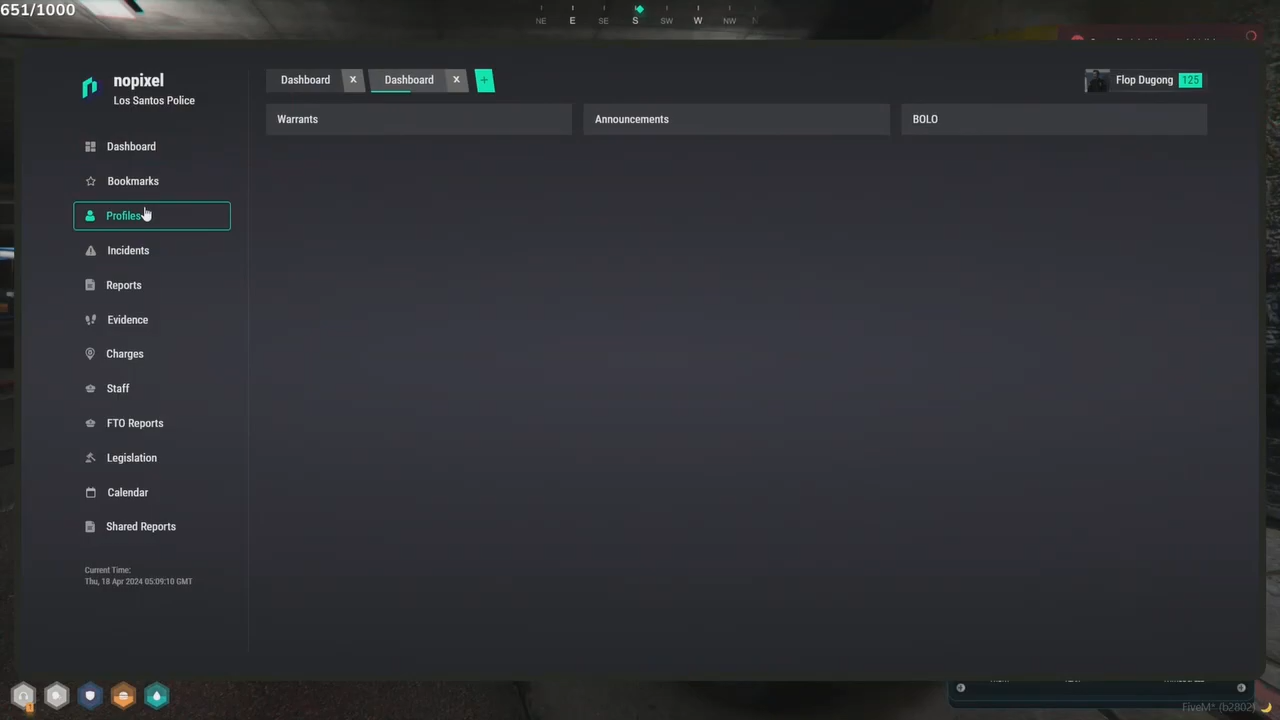 651/1000
NE E SE S SW W NW N
nopixel
Los Santos Police
Dashboard x Dashboard x +
Flop Dugong 125
Warrants
Announcements
BOLO
Dashboard
Bookmarks
Profiles
Incidents
Reports
Evidence
Charges
Staff
FTO Reports
Legislation
Calendar
Shared Reports
Current Time:
Thu, 18 Apr 2024 05:09:10 GMT
1
FiveM* (b2802)